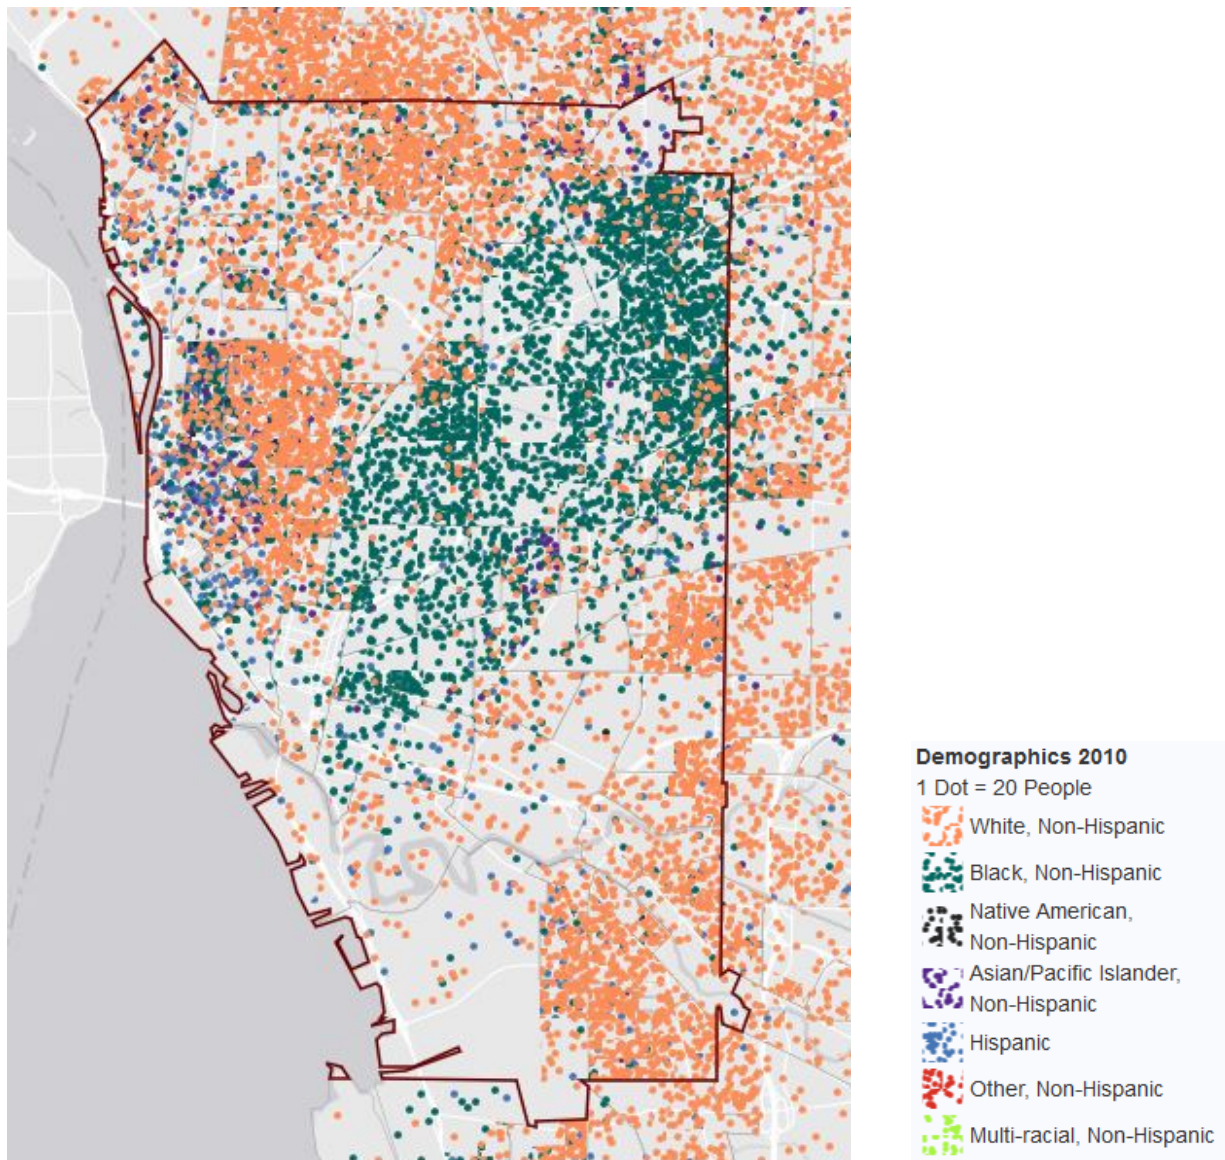 Demographics 2010
1 Dot = 20 People
White, Non-Hispanic
Black, Non-Hispanic
Native American,
Non-Hispanic
Asian/Pacific Islander,
Non-Hispanic
Hispanic
Other, Non-Hispanic
Multi-racial, Non-Hispanic